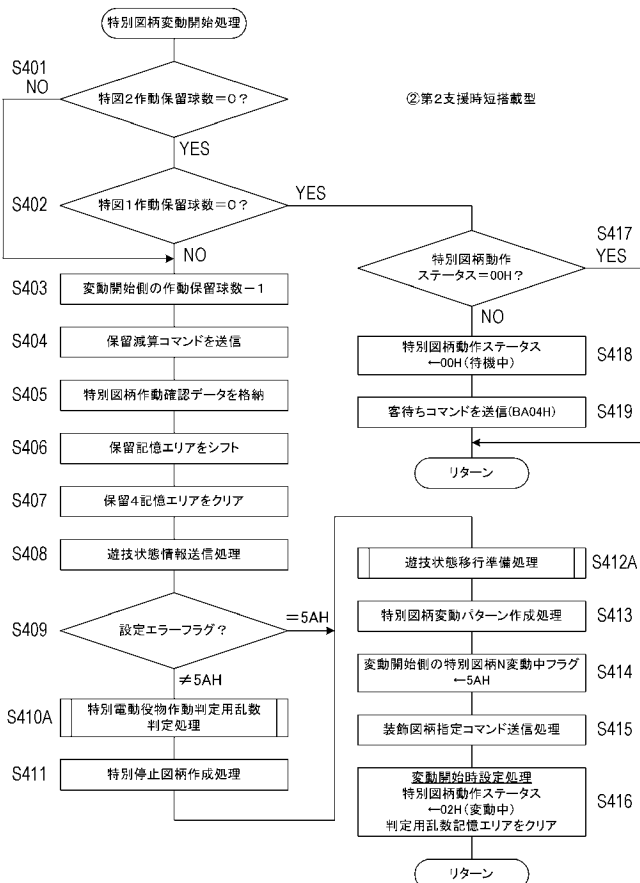 特別図柄変動開始処理
S401
NO
特図2作動保留球数=0?
②第2支援時短搭載型
YES
S402
特図1作動保留球数=0?
YES
NO
S417
YES
特別図柄動作
ステータス=00H?
NO
S403
変動開始側の作動保留球数-1
S404
保留減算コマンドを送信
S405
特別図柄作動確認データを格納
S406
保留記憶エリアをシフト
S407
保留4記憶エリアをクリア
S408
遊技状態情報送信処理
S409
設定エラーフラグ?
=5AH
≠5AH
S410A
特別電動役物作動判定用乱数
判定処理
S411
特別停止図柄作成処理
特別図柄動作ステータス
←00H(待機中)
S418
客待ちコマンドを送信(BA04H)
S419
リターン
遊技状態移行準備処理
S412A
特別図柄変動パターン作成処理
S413
変動開始側の特別図柄N変動中フラグ
←5AH
S414
装飾図柄指定コマンド送信処理
S415
変動開始時設定処理
特別図柄動作ステータス
←02H(変動中)
判定用乱数記憶エリアをクリア
S416
リターン